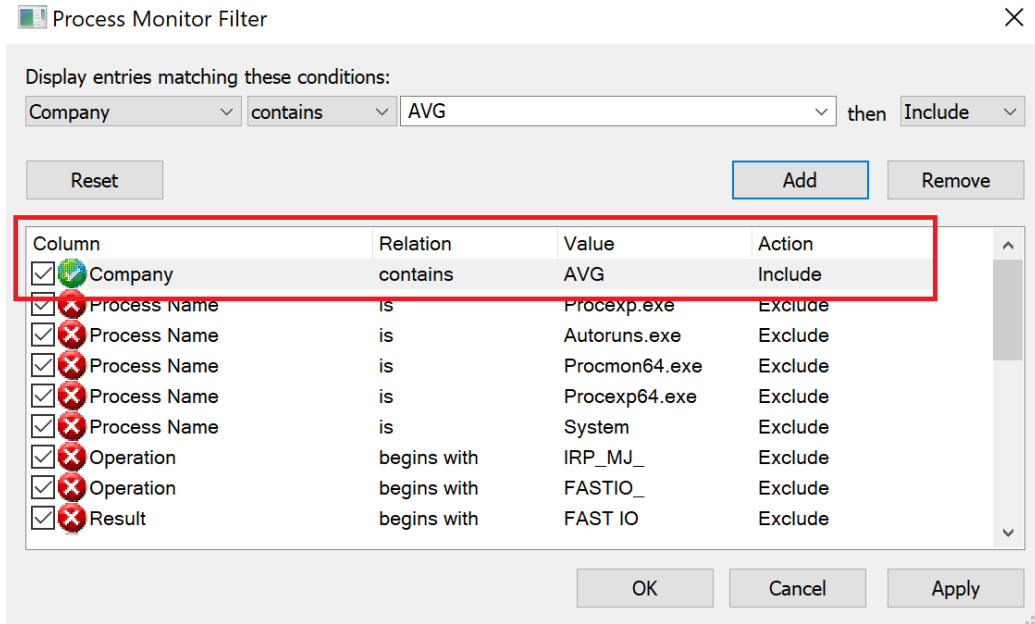 Process Monitor Filter
Display entries matching these conditions:
Company contains AVG then Include
Reset Add Remove
Column Relation Value Action
Company contains AVG Include
Process Name is Procexp.exe Exclude
Process Name is Autoruns.exe Exclude
Process Name is Procmon64.exe Exclude
Process Name is Procexp64.exe Exclude
Process Name is System Exclude
Operation begins with IRP_MJ_ Exclude
Operation begins with FASTIO_ Exclude
Result begins with FAST IO Exclude
OK Cancel Apply